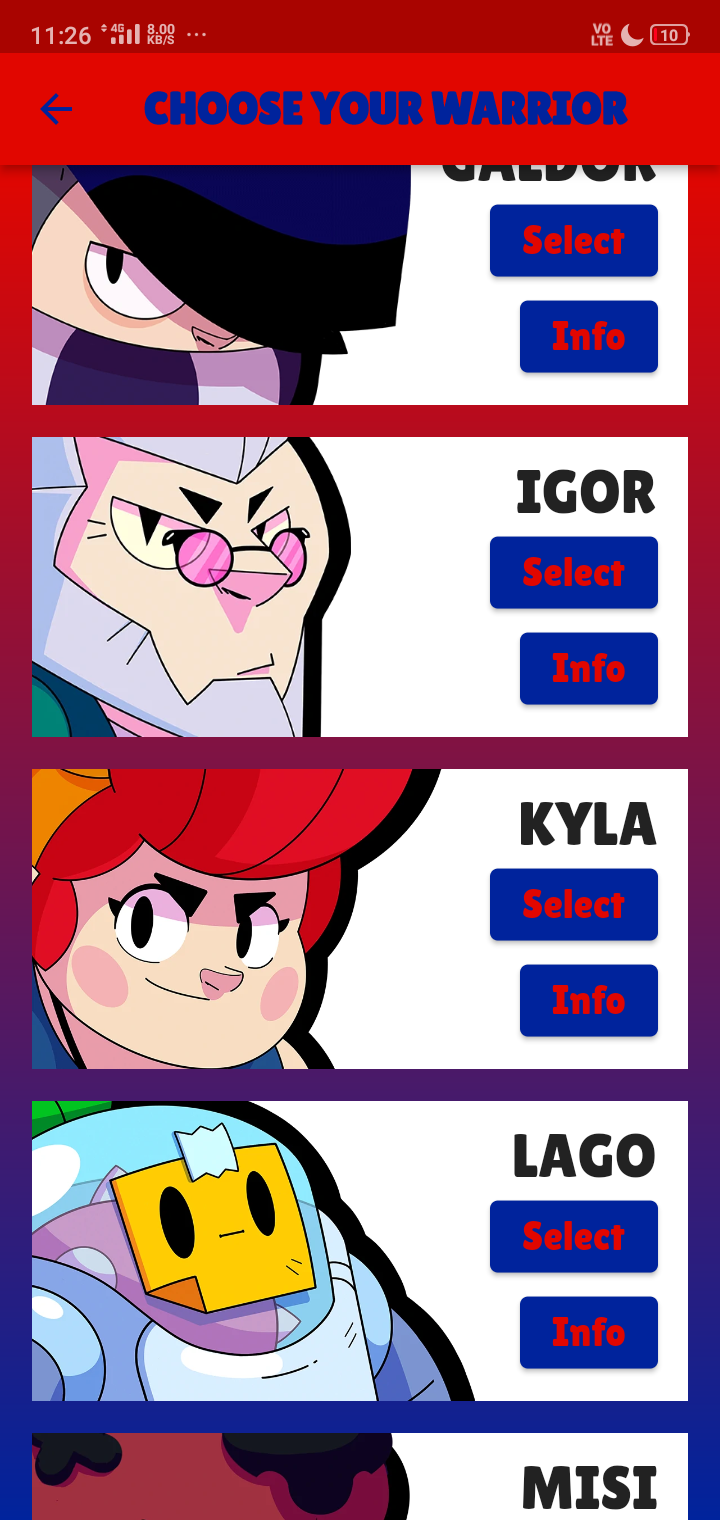 11:26 4G 8.00 KB/S ... VO LTE 10
CHOOSE YOUR WARRIOR
GALDOR
Select
Info
IGOR
Select
Info
KYLA
Select
Info
LAGO
Select
Info
MISI